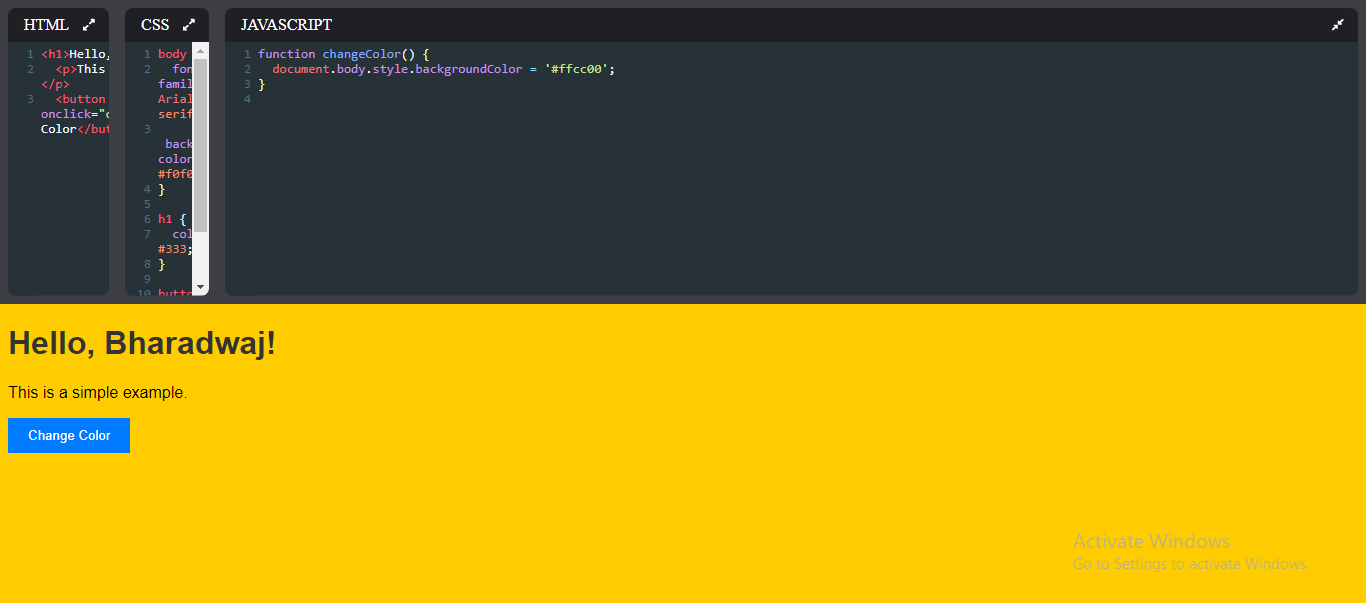 HTML
1 <h1>Hello,
2 <p>This
</p>
3 <button
onclick="
Color</but
CSS
1 body
2 fon
famil
Arial
serif
3
back
color
#f0f0
4 }
5
6 h1 {
7 col
#333;
8 }
9
10 butto
JAVASCRIPT
1 function changeColor() {
2 document.body.style.backgroundColor = '#ffcc00';
3 }
4
Hello, Bharadwaj!
This is a simple example.
Change Color
Activate Windows
Go to Settings to activate Windows.